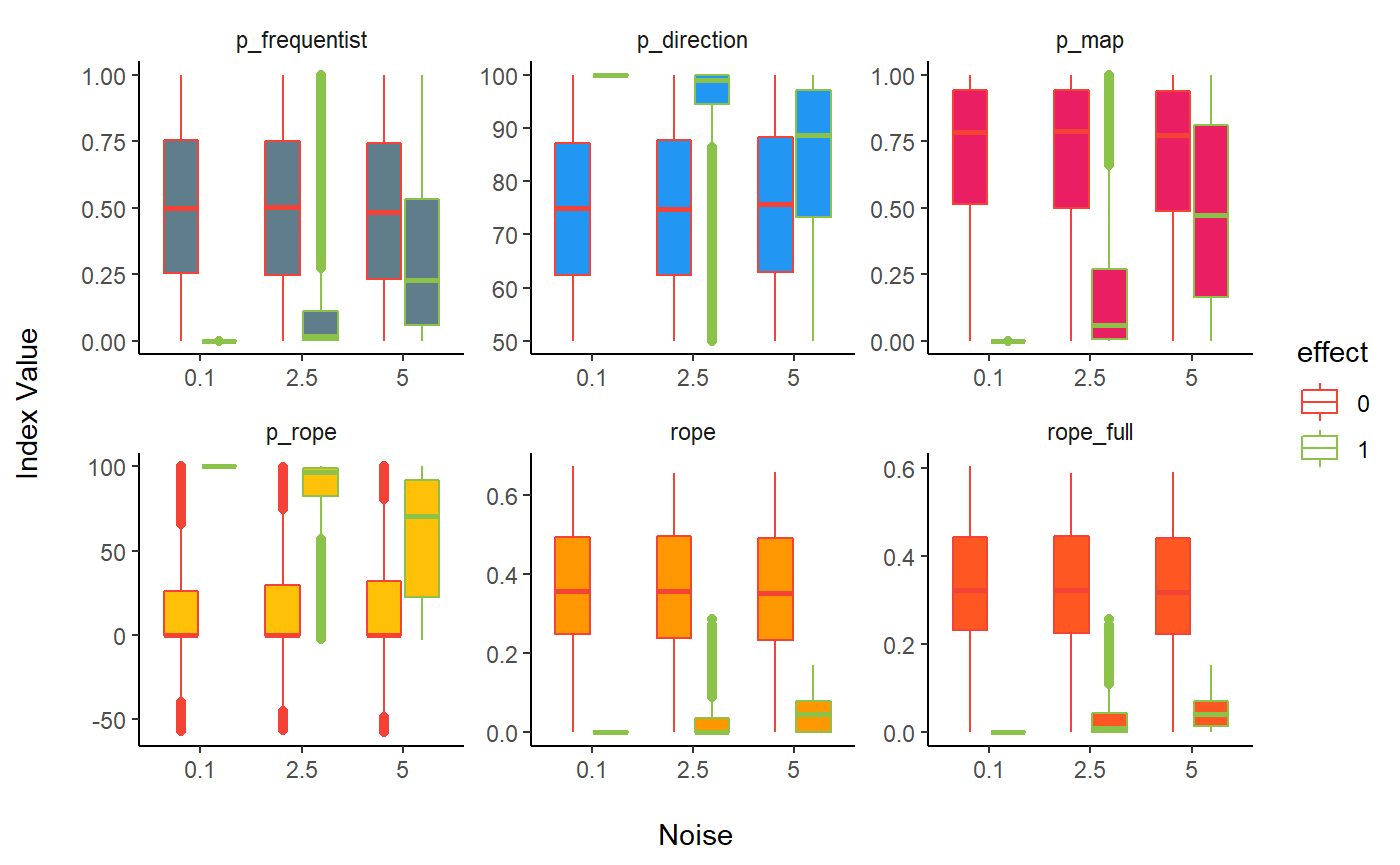 p_frequentist p_direction p_map
1.00 100 1.00
90
0.75 0.75
80
0.50 0.50
70
0.25 0.25
60
0.00 50 0.00
0.1 2.5 5 0.1 2.5 5 0.1 2.5 5
Index Value
effect
0
1
p_rope rope rope_full
100 0.6 0.6
50 0.4 0.4
0 0.2 0.2
-50 0.0 0.0
0.1 2.5 5 0.1 2.5 5 0.1 2.5 5
Noise